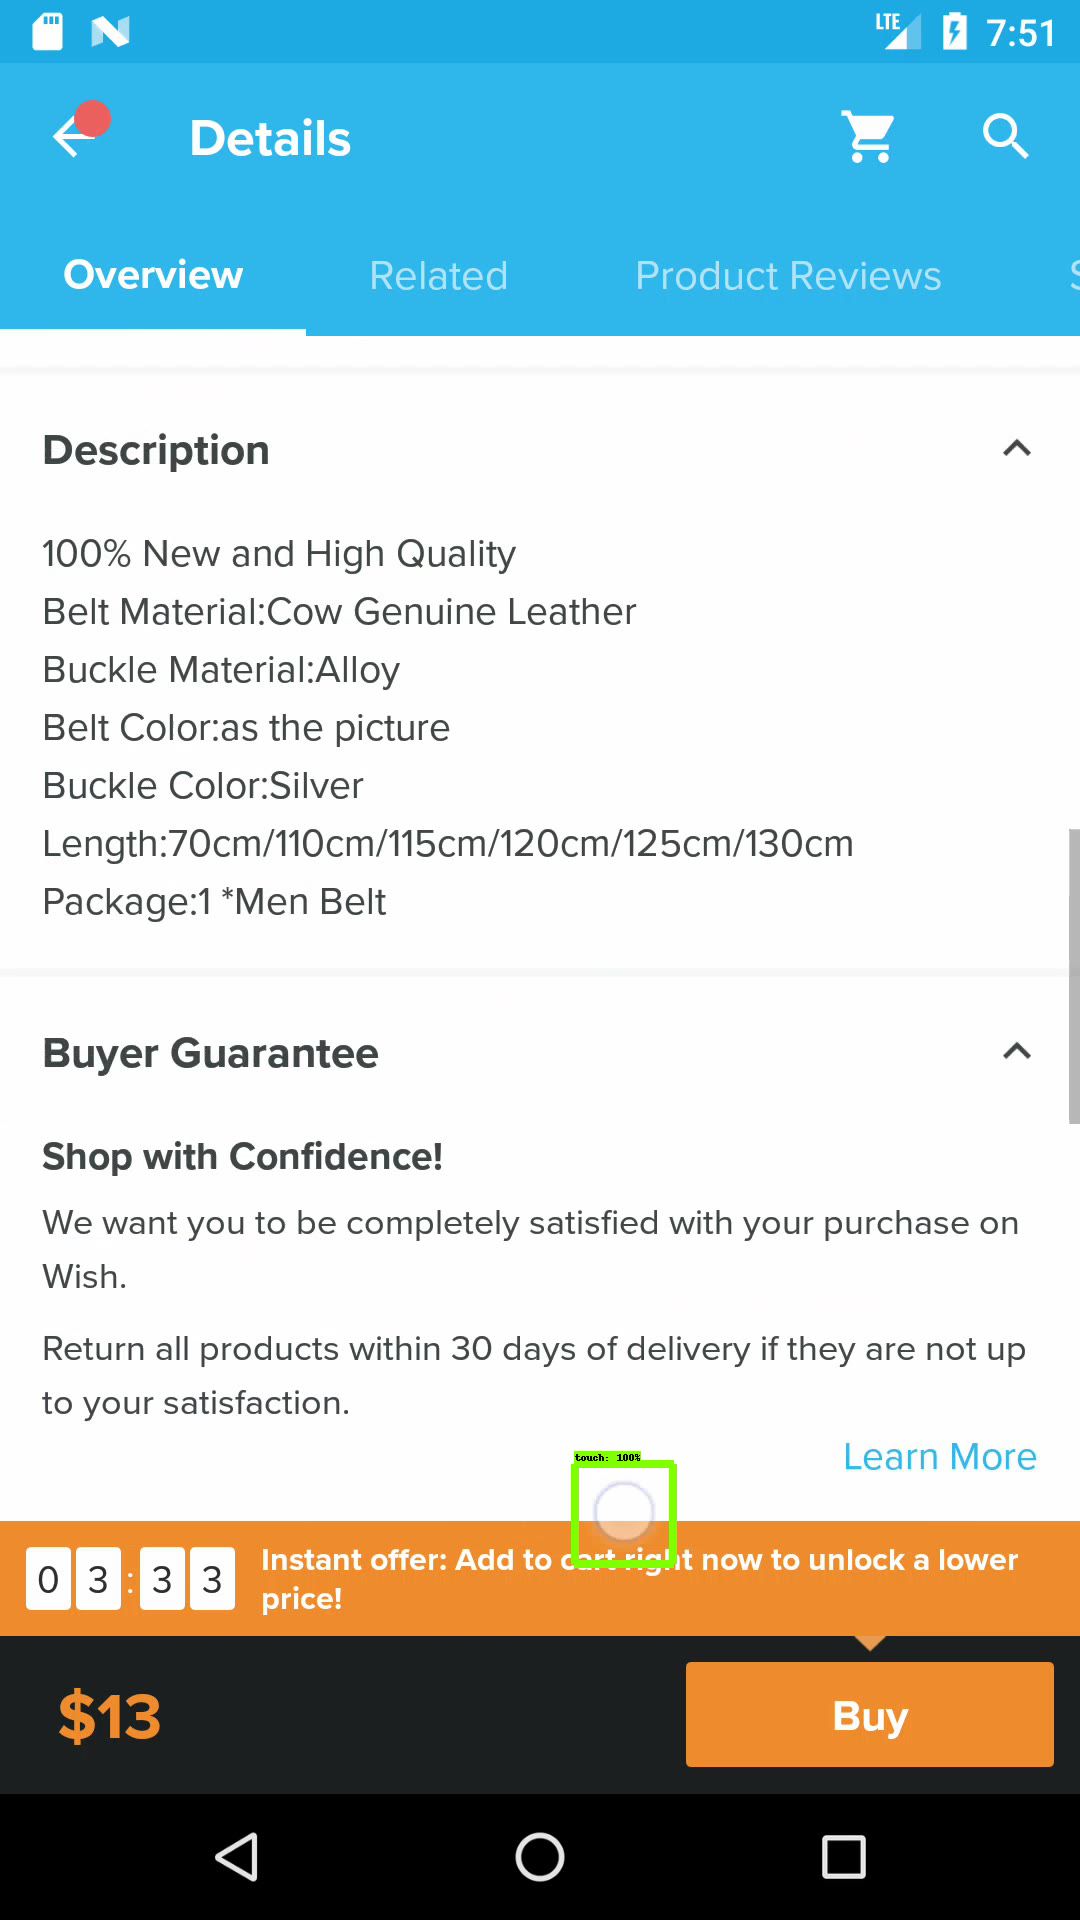 LTE 7:51
Details
Overview Related Product Reviews S
Description
100% New and High Quality
Belt Material:Cow Genuine Leather
Buckle Material:Alloy
Belt Color:as the picture
Buckle Color:Silver
Length:70cm/110cm/115cm/120cm/125cm/130cm
Package:1 *Men Belt
Buyer Guarantee
Shop with Confidence!
We want you to be completely satisfied with your purchase on
Wish.
Return all products within 30 days of delivery if they are not up
to your satisfaction.
Learn More
touch: 100%
03:33
Instant offer: Add to cart right now to unlock a lower
price!
$13
Buy